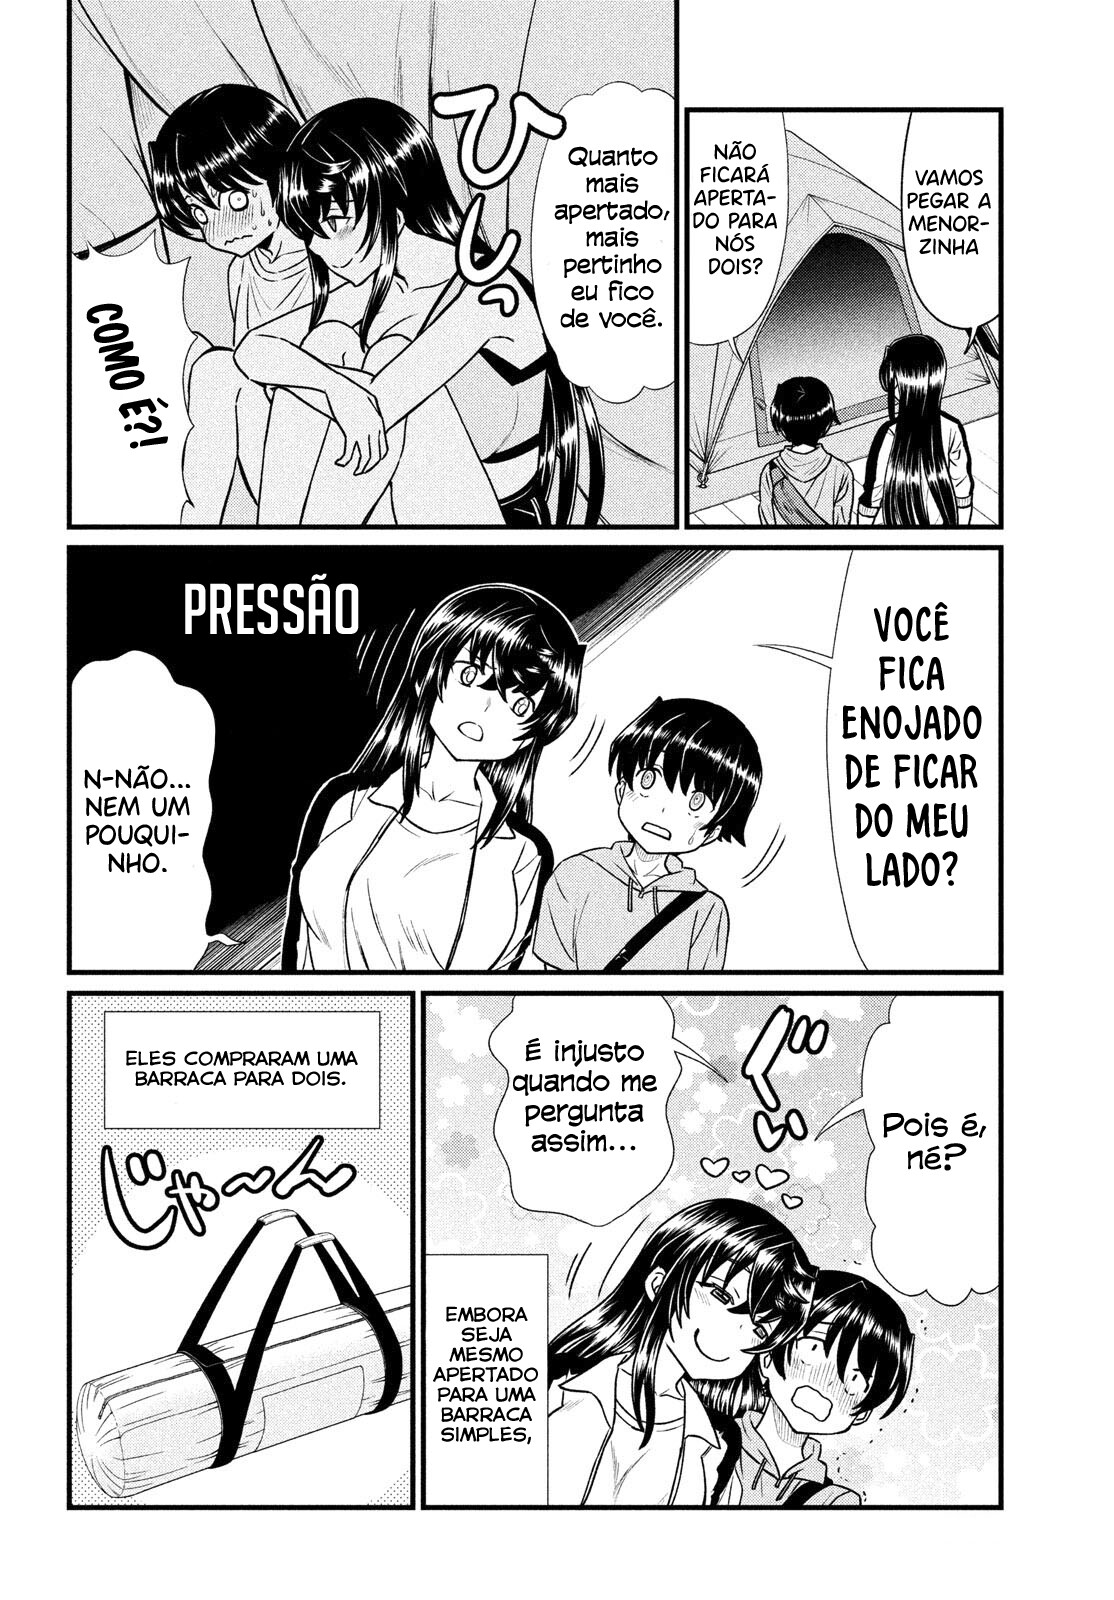 VAMOS
PEGAR A
MENOR-
ZINHA
NÃO
FICARÁ
APERTA-
DO PARA
NÓS
DOIS?
Quanto
mais
apertado,
mais
pertinho
eu fico
de você.
ひしっ
COMO É?!
VOCÊ
FICA
ENOJADO
DE FICAR
DO MEU
LADO?
PRESSÃO
N-NÃO...
NEM UM
POUQUI-
NHO.
Pois é,
né?
É injusto
quando me
pergunta
assim...
EMBORA
SEJA
MESMO
APERTADO
PARA UMA
BARRACA
SIMPLES,
ELES COMPRARAM UMA
BARRACA PARA DOIS.
じゃ〜ん